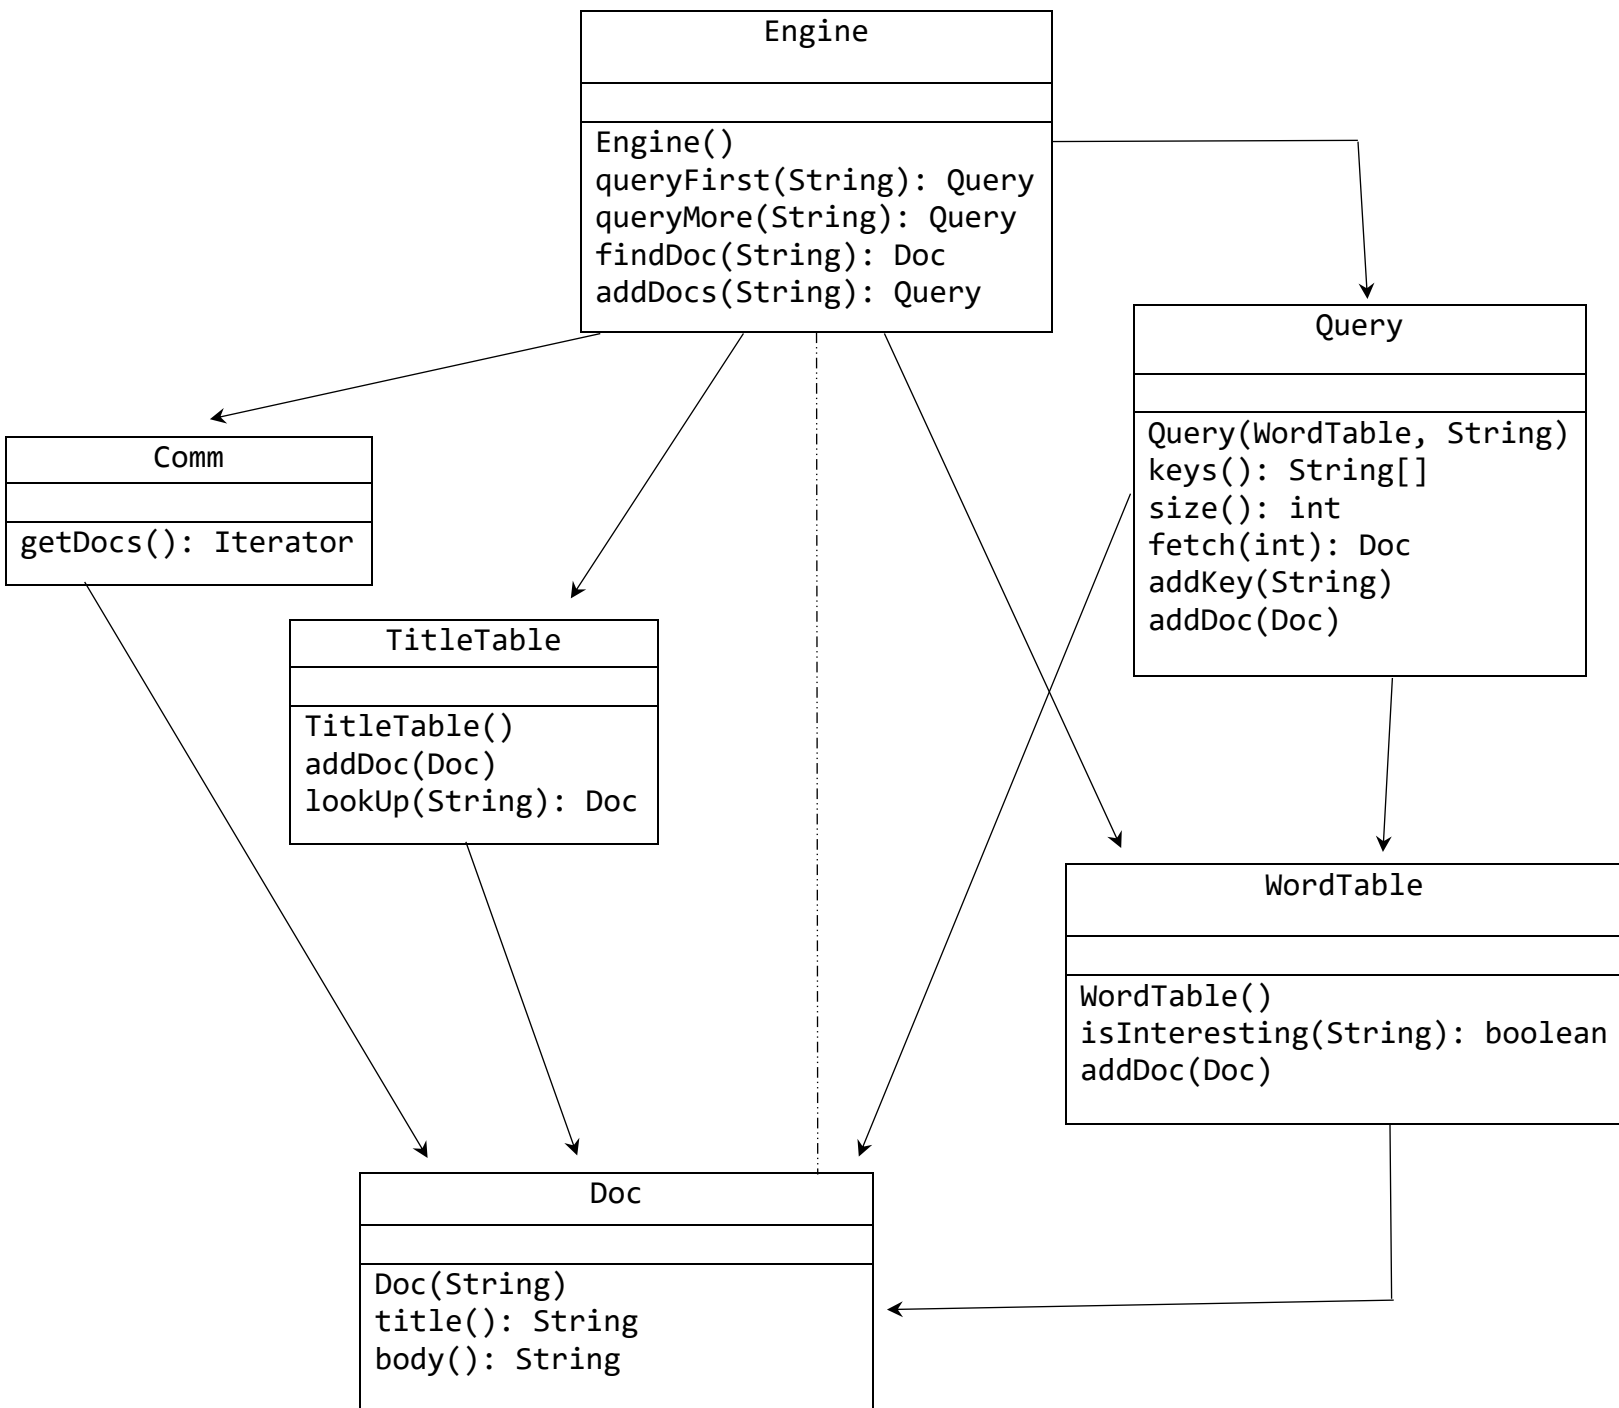 Engine
Engine()
queryFirst(String): Query
queryMore(String): Query
findDoc(String): Doc
addDocs(String): Query
Query
Query(WordTable, String)
keys(): String[]
size(): int
fetch(int): Doc
addKey(String)
addDoc(Doc)
Comm
getDocs(): Iterator
TitleTable
TitleTable()
addDoc(Doc)
lookUp(String): Doc
WordTable
WordTable()
isInteresting(String): boolean
addDoc(Doc)
Doc
Doc(String)
title(): String
body(): String